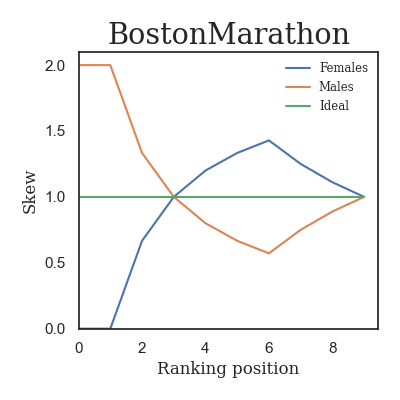 BostonMarathon
2.0
1.5
1.0
0.5
0.0
Skew
Females
Males
Ideal
0 2 4 6 8
Ranking position